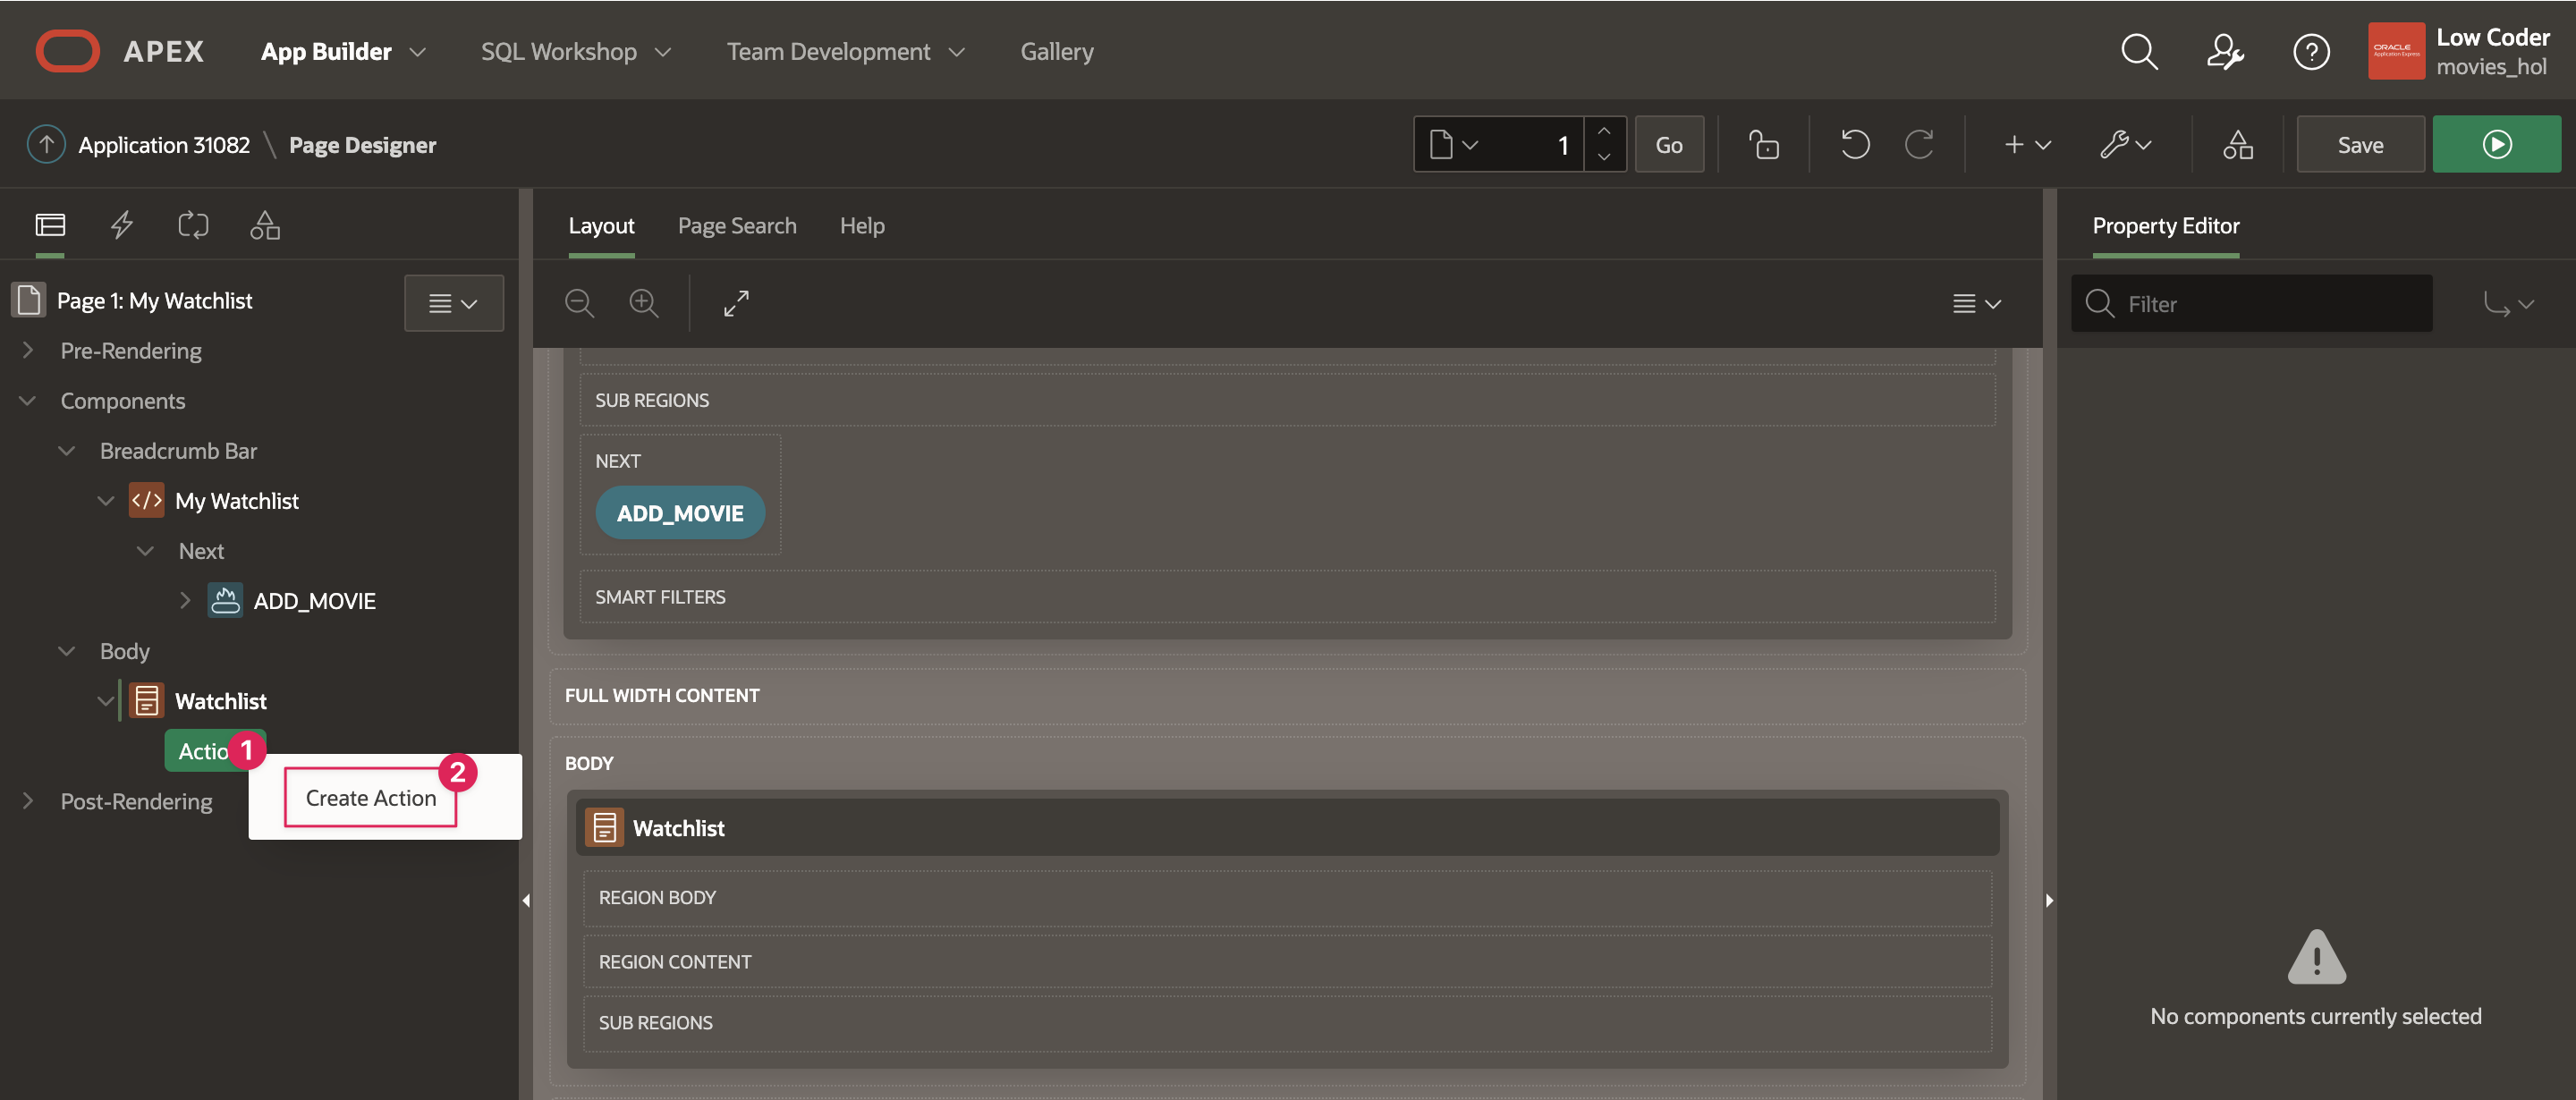 APEX App Builder SQL Workshop Team Development Gallery
ORACLE
Application Express
Low Coder
movies_hol
Application 31082 \ Page Designer
1 Go Save
Layout Page Search Help
Property Editor
Page 1: My Watchlist
Filter
Pre-Rendering
Components
Breadcrumb Bar
My Watchlist
Next
ADD_MOVIE
Body
Watchlist
Actio 1
2
Create Action
Post-Rendering
SUB REGIONS
NEXT
ADD_MOVIE
SMART FILTERS
FULL WIDTH CONTENT
BODY
Watchlist
REGION BODY
REGION CONTENT
SUB REGIONS
No components currently selected